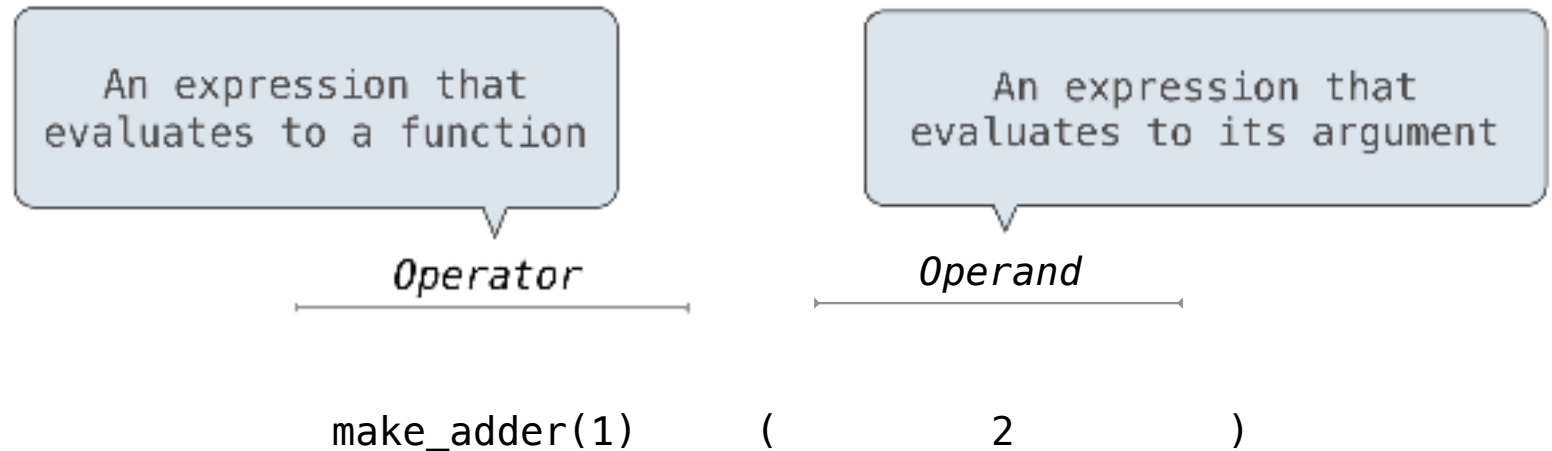 An expression that
evaluates to a function
An expression that
evaluates to its argument
Operator
Operand
make_adder(1) ( 2 )